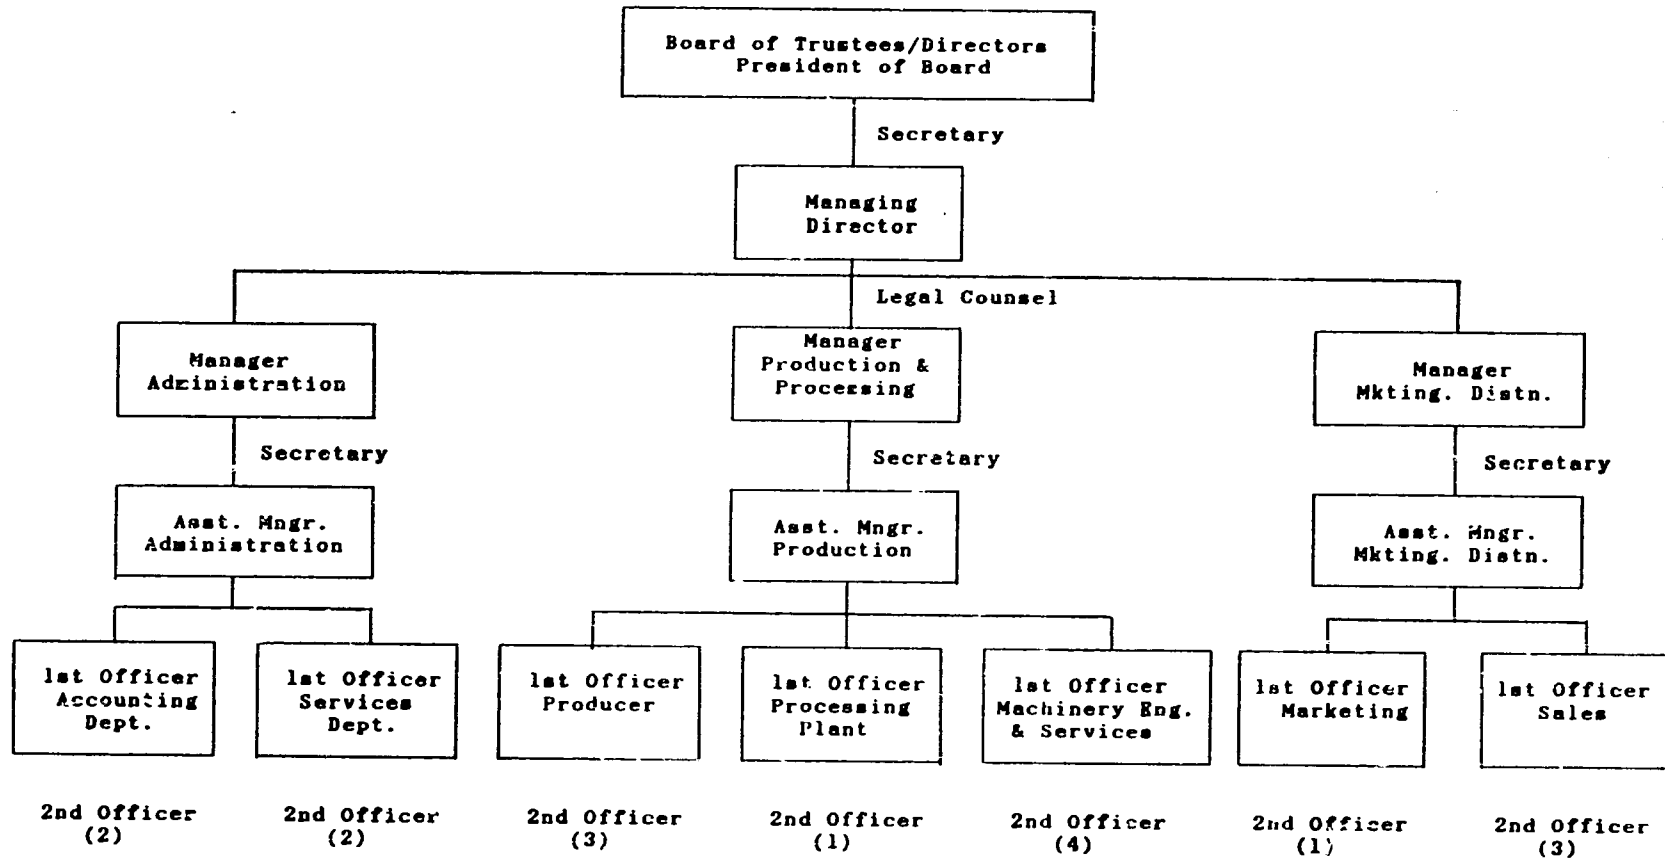 Board of Trustees/Directors
President of Board
Secretary
Managing
Director
Legal Counsel
Manager
Administration
Manager
Production &
Processing
Manager
Mkting. Distn.
Secretary
Secretary
Secretary
Asst. Mngr.
Administration
Asst. Mngr.
Production
Asst. Mngr.
Mkting. Distn.
1st Officer
Accounting
Dept.
1st Officer
Services
Dept.
1st Officer
Producer
1st Officer
Processing
Plant
1st Officer
Machinery Eng.
& Services
1st Officer
Marketing
1st Officer
Sales
2nd Officer
(2)
2nd Officer
(2)
2nd Officer
(3)
2nd Officer
(1)
2nd Officer
(4)
2nd Officer
(1)
2nd Officer
(3)